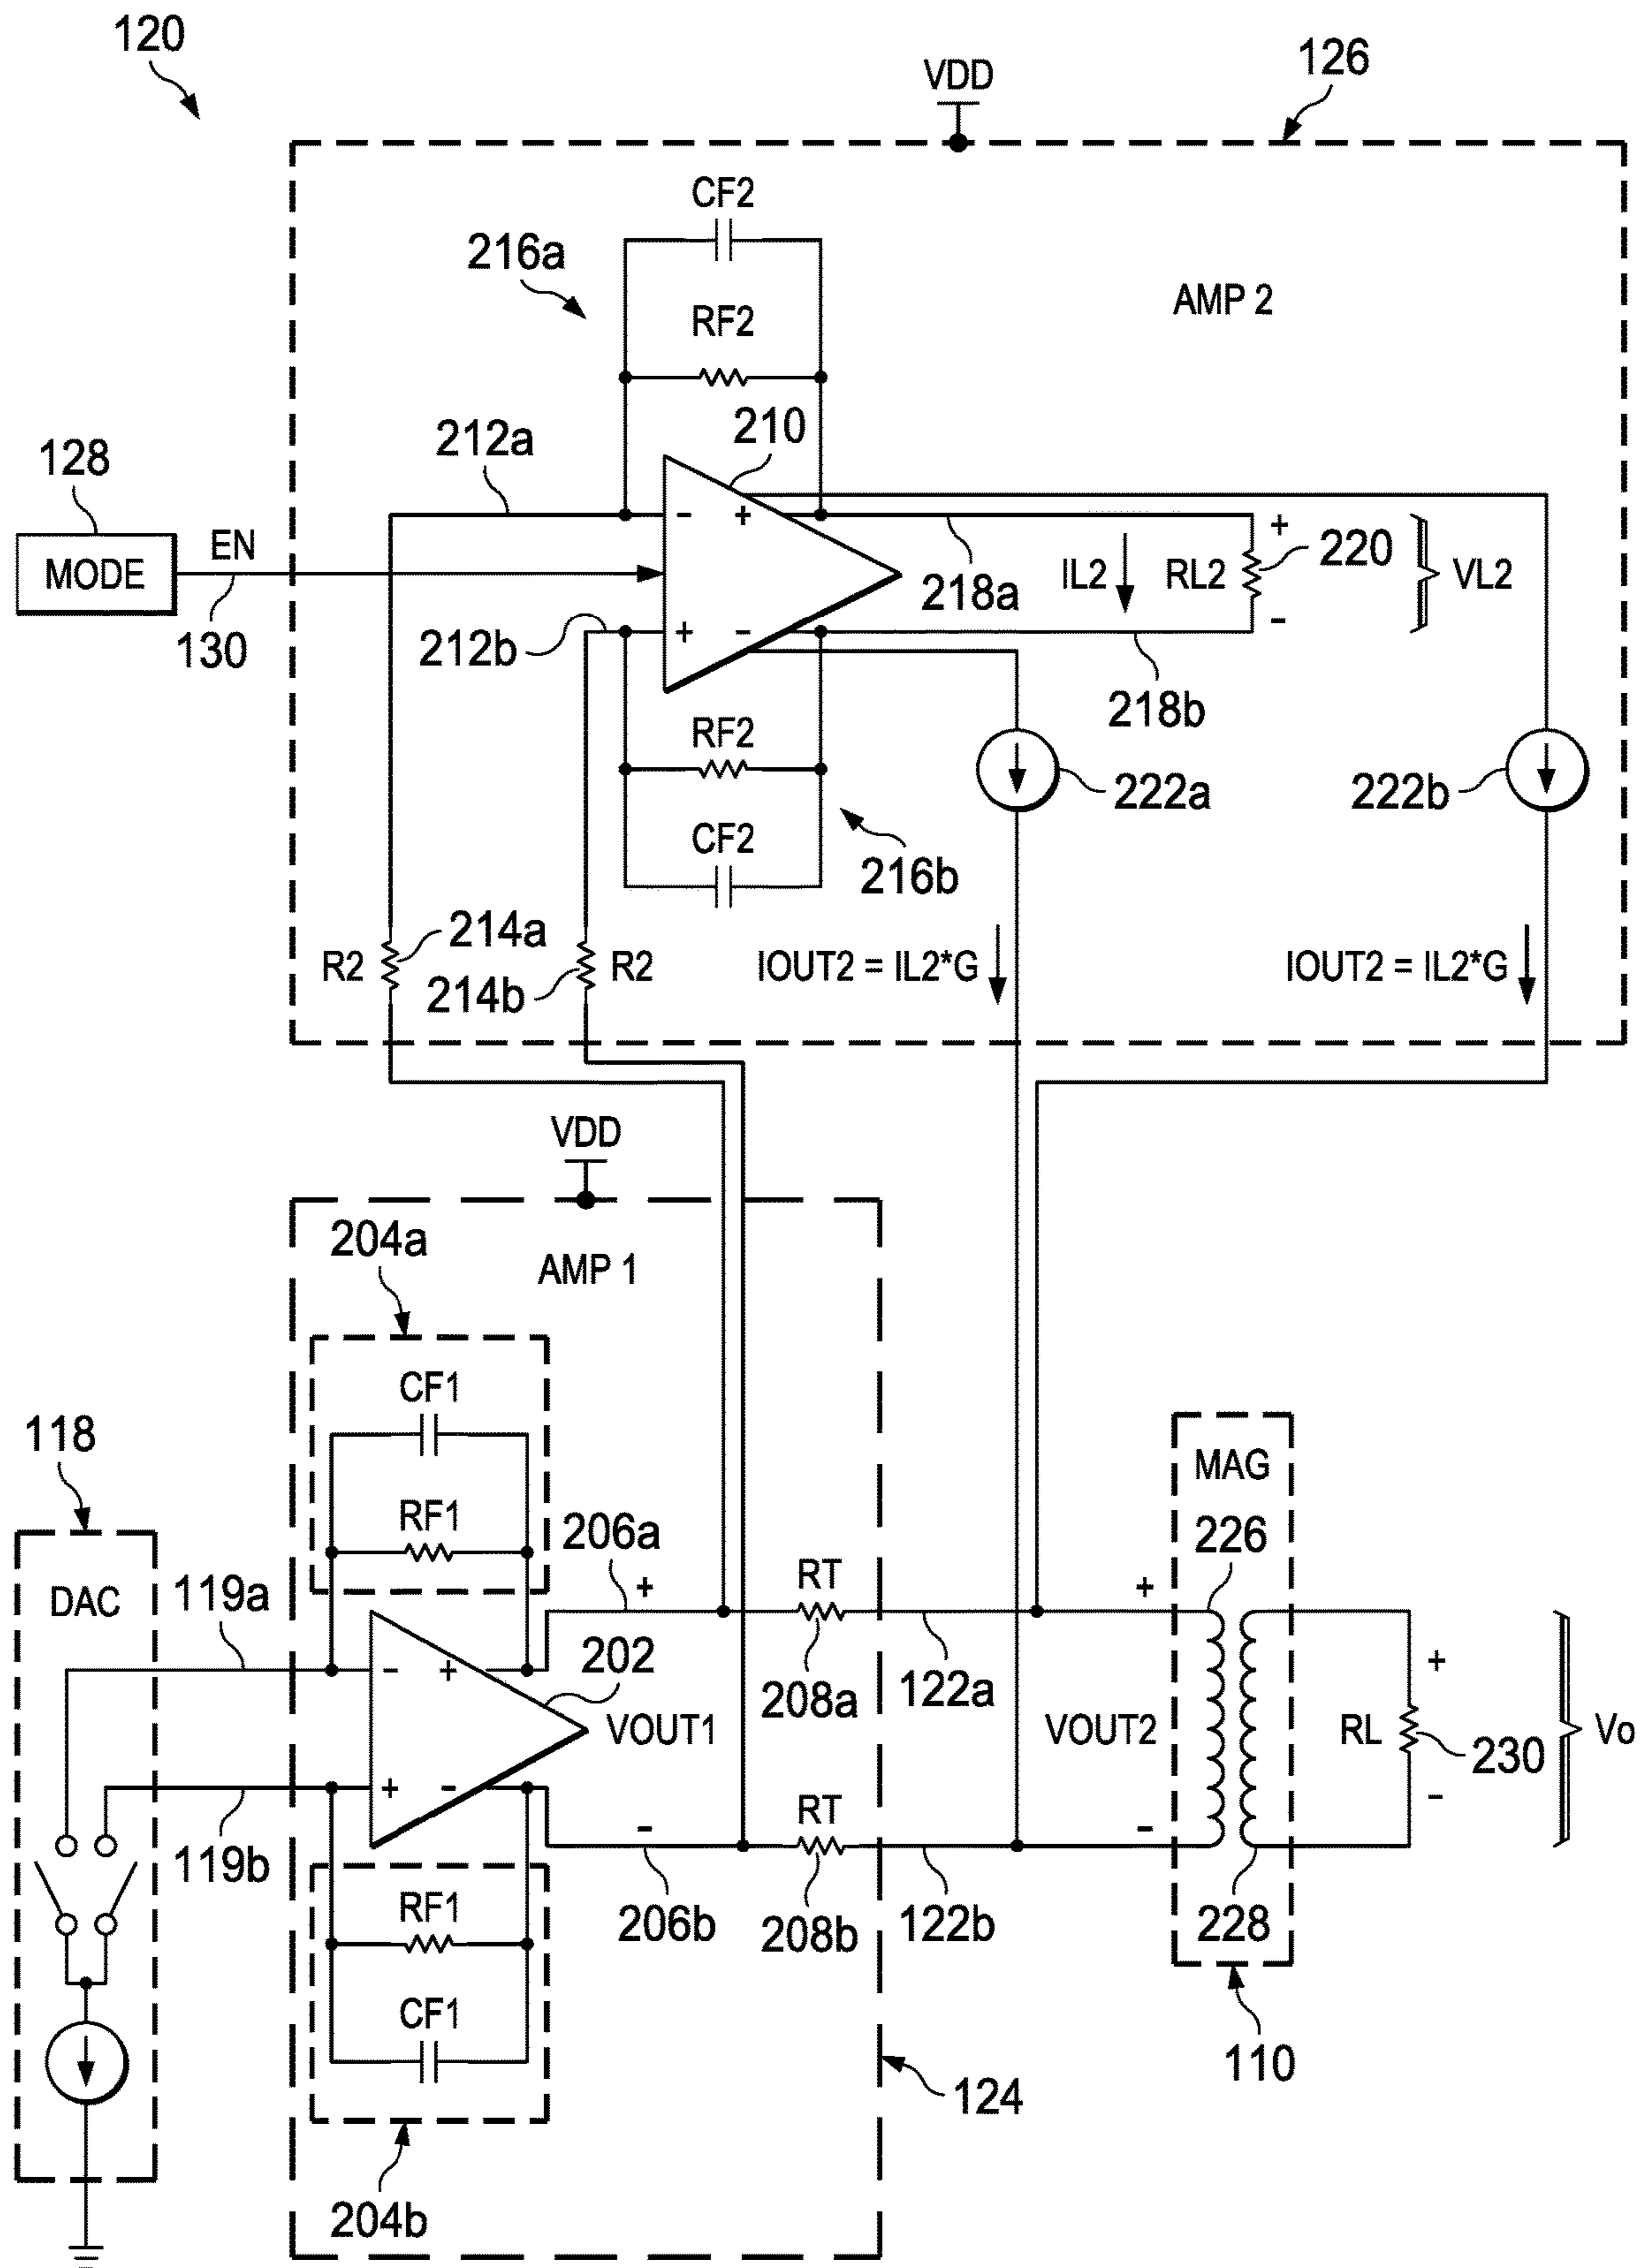 120
VDD
126
CF2
216a
AMP 2
RF2
210
212a
128
- +
+
EN
220
MODE
IL2
RL2
VL2
218a
130
212b
+ -
-
218b
RF2
222a
222b
CF2
216b
214a
R2
R2
IOUT2 = IL2*G
IOUT2 = IL2*G
214b
VDD
204a
AMP 1
CF1
118
MAG
RF1
206a
226
RT
DAC
119a
+
+
- +
202
+
208a
122a
VOUT1
VOUT2
RL
230
Vo
+ -
RT
-
-
-
119b
RF1
206b
208b
122b
228
CF1
124
110
204b